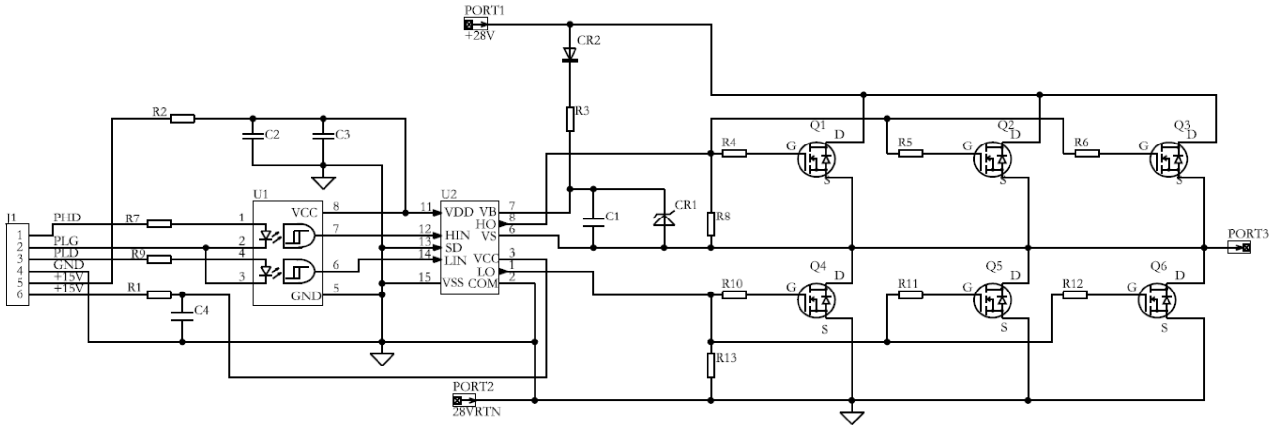 PORT1
+28V
CR2
R2
R3
C2
C3
Q1
D
Q2
D
Q3
D
R4
G
R5
G
R6
G
S
S
S
U1
U2
J1
VCC
8
11
VDD
VB
7
HO
8
C1
CR1
R8
1
PHD
R7
1
7
12
HIN
VS
6
PORT3
2
PLG
2
13
SD
3
PLD
R9
4
14
LIN
VCC
3
4
GND
3
6
LO
1
5
+15V
15
VSS
COM
2
6
+15V
R1
GND
5
C4
Q4
D
Q5
D
Q6
D
R10
G
R11
G
R12
G
S
S
S
R13
PORT2
28VRTN